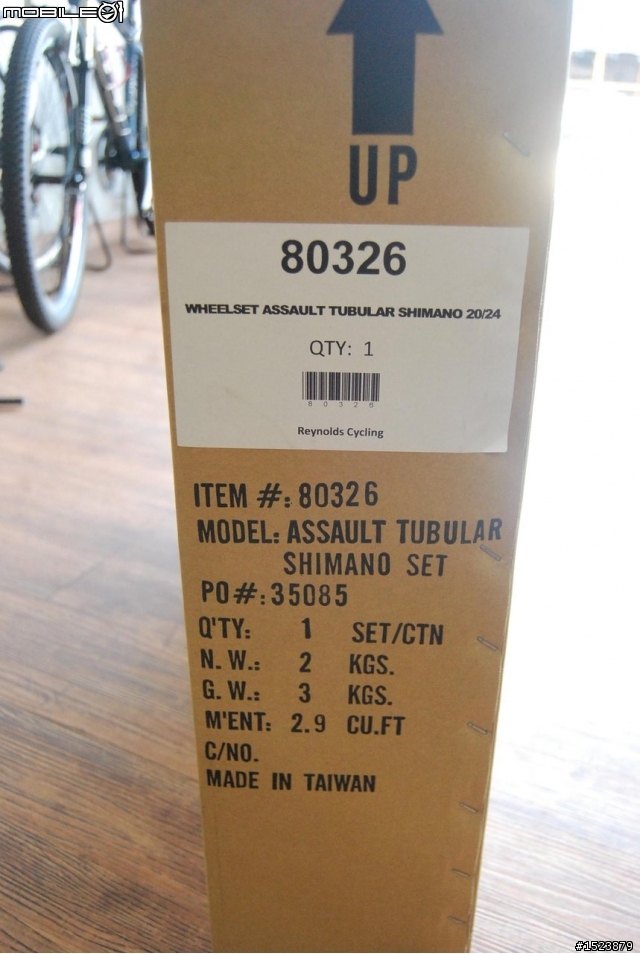 MOBILE01
UP
80326
WHEELSET ASSAULT TUBULAR SHIMANO 20/24
QTY: 1
80326
Reynolds Cycling
ITEM #: 80326
MODEL: ASSAULT TUBULAR
SHIMANO SET
PO#: 35085
Q'TY: 1 SET/CTN
N. W.: 2 KGS.
G. W.: 3 KGS.
M'ENT: 2.9 CU.FT
C/NO.
MADE IN TAIWAN
#1523879